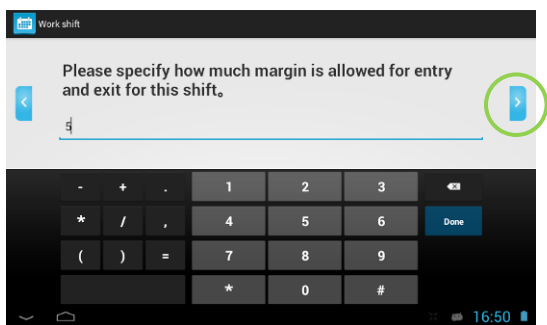 Work shift
Please specify how much margin is allowed for entry
and exit for this shift。
5
- + . 1 2 3
* / , 4 5 6 Done
( ) = 7 8 9
* 0 #
16:50